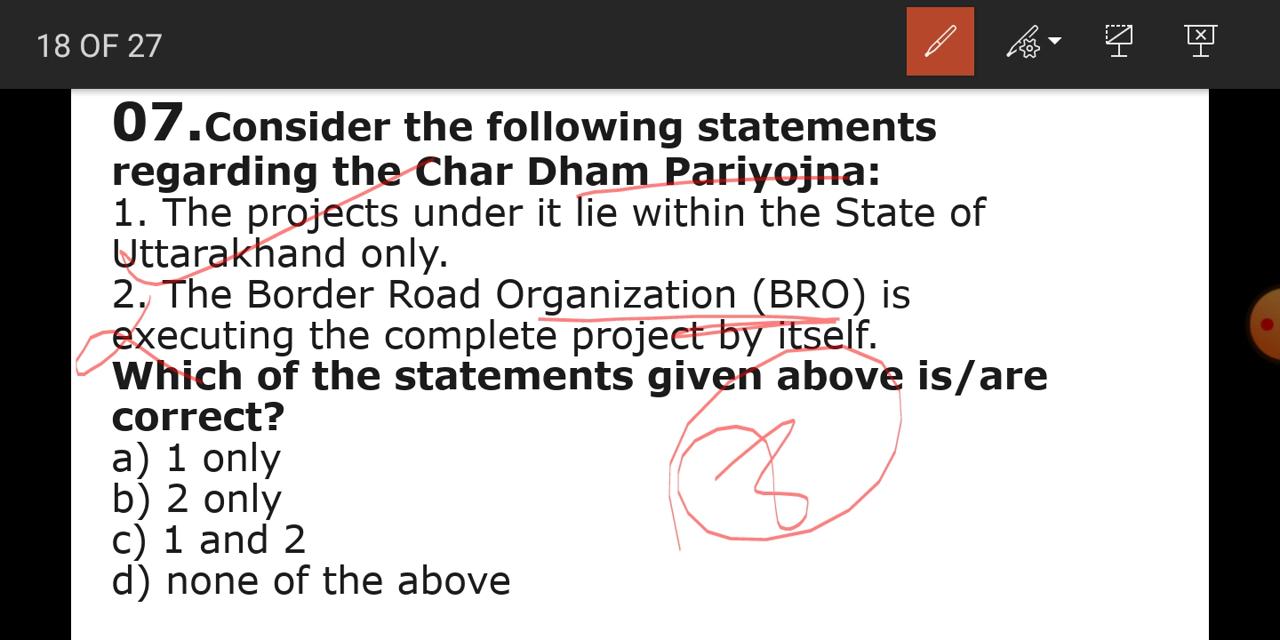 18 OF 27
07.Consider the following statements
regarding the Char Dham Pariyojna:
1. The projects under it lie within the State of
Uttarakhand only.
2. The Border Road Organization (BRO) is
executing the complete project by itself.
Which of the statements given above is/are
correct?
a) 1 only
b) 2 only
c) 1 and 2
d) none of the above